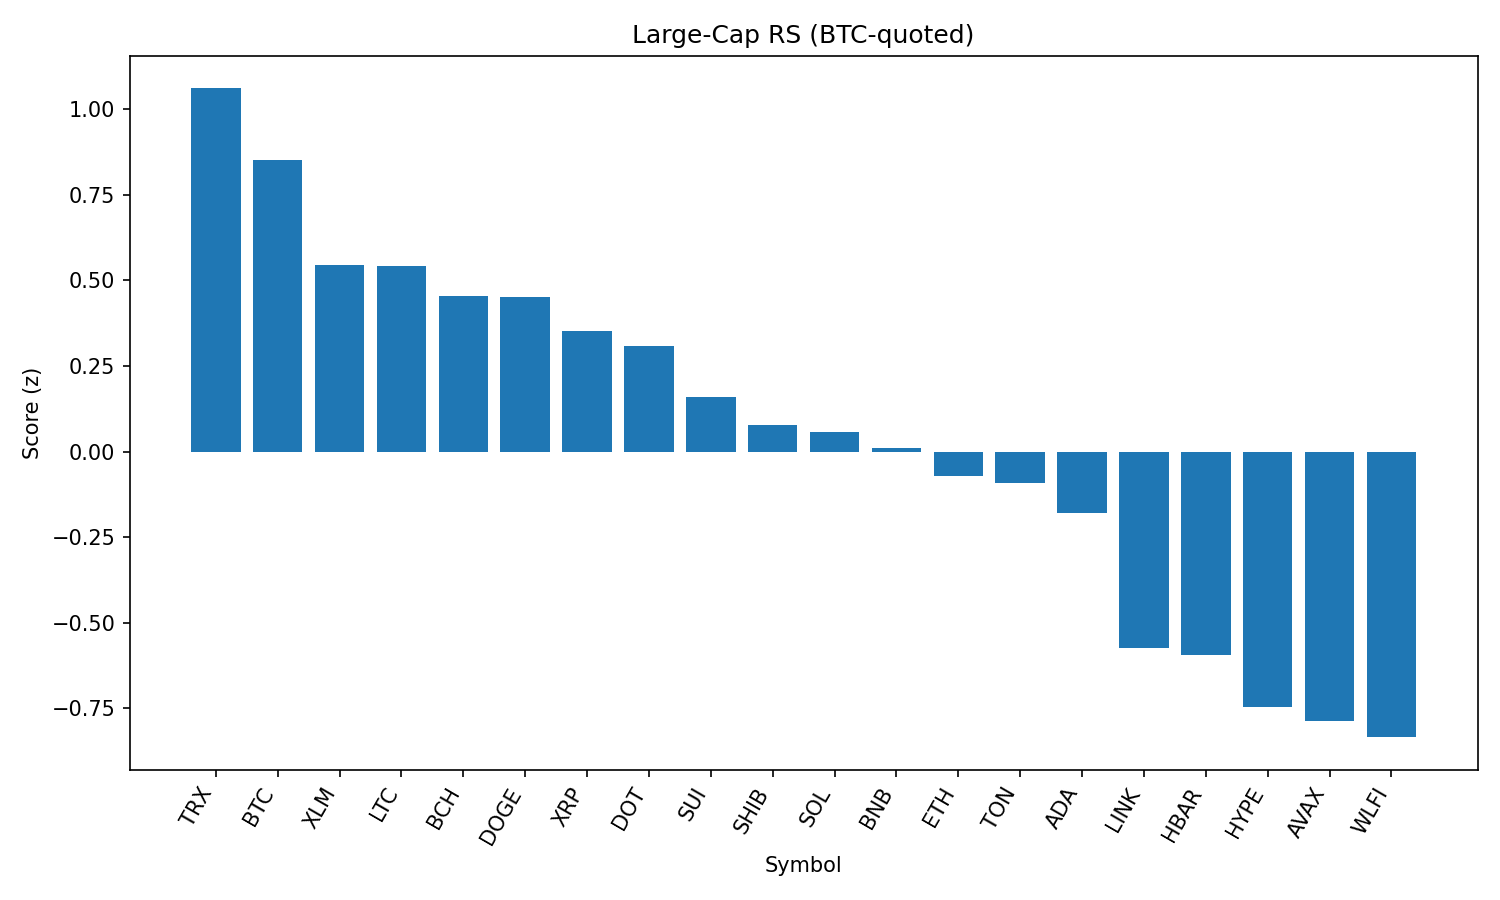 Large-Cap RS (BTC-quoted)
Score (z)
1.00
0.75
0.50
0.25
0.00
−0.25
−0.50
−0.75
TRX
BTC
XLM
LTC
BCH
DOGE
XRP
DOT
SUI
SHIB
SOL
BNB
ETH
TON
ADA
LINK
HBAR
HYPE
AVAX
WLFI
Symbol